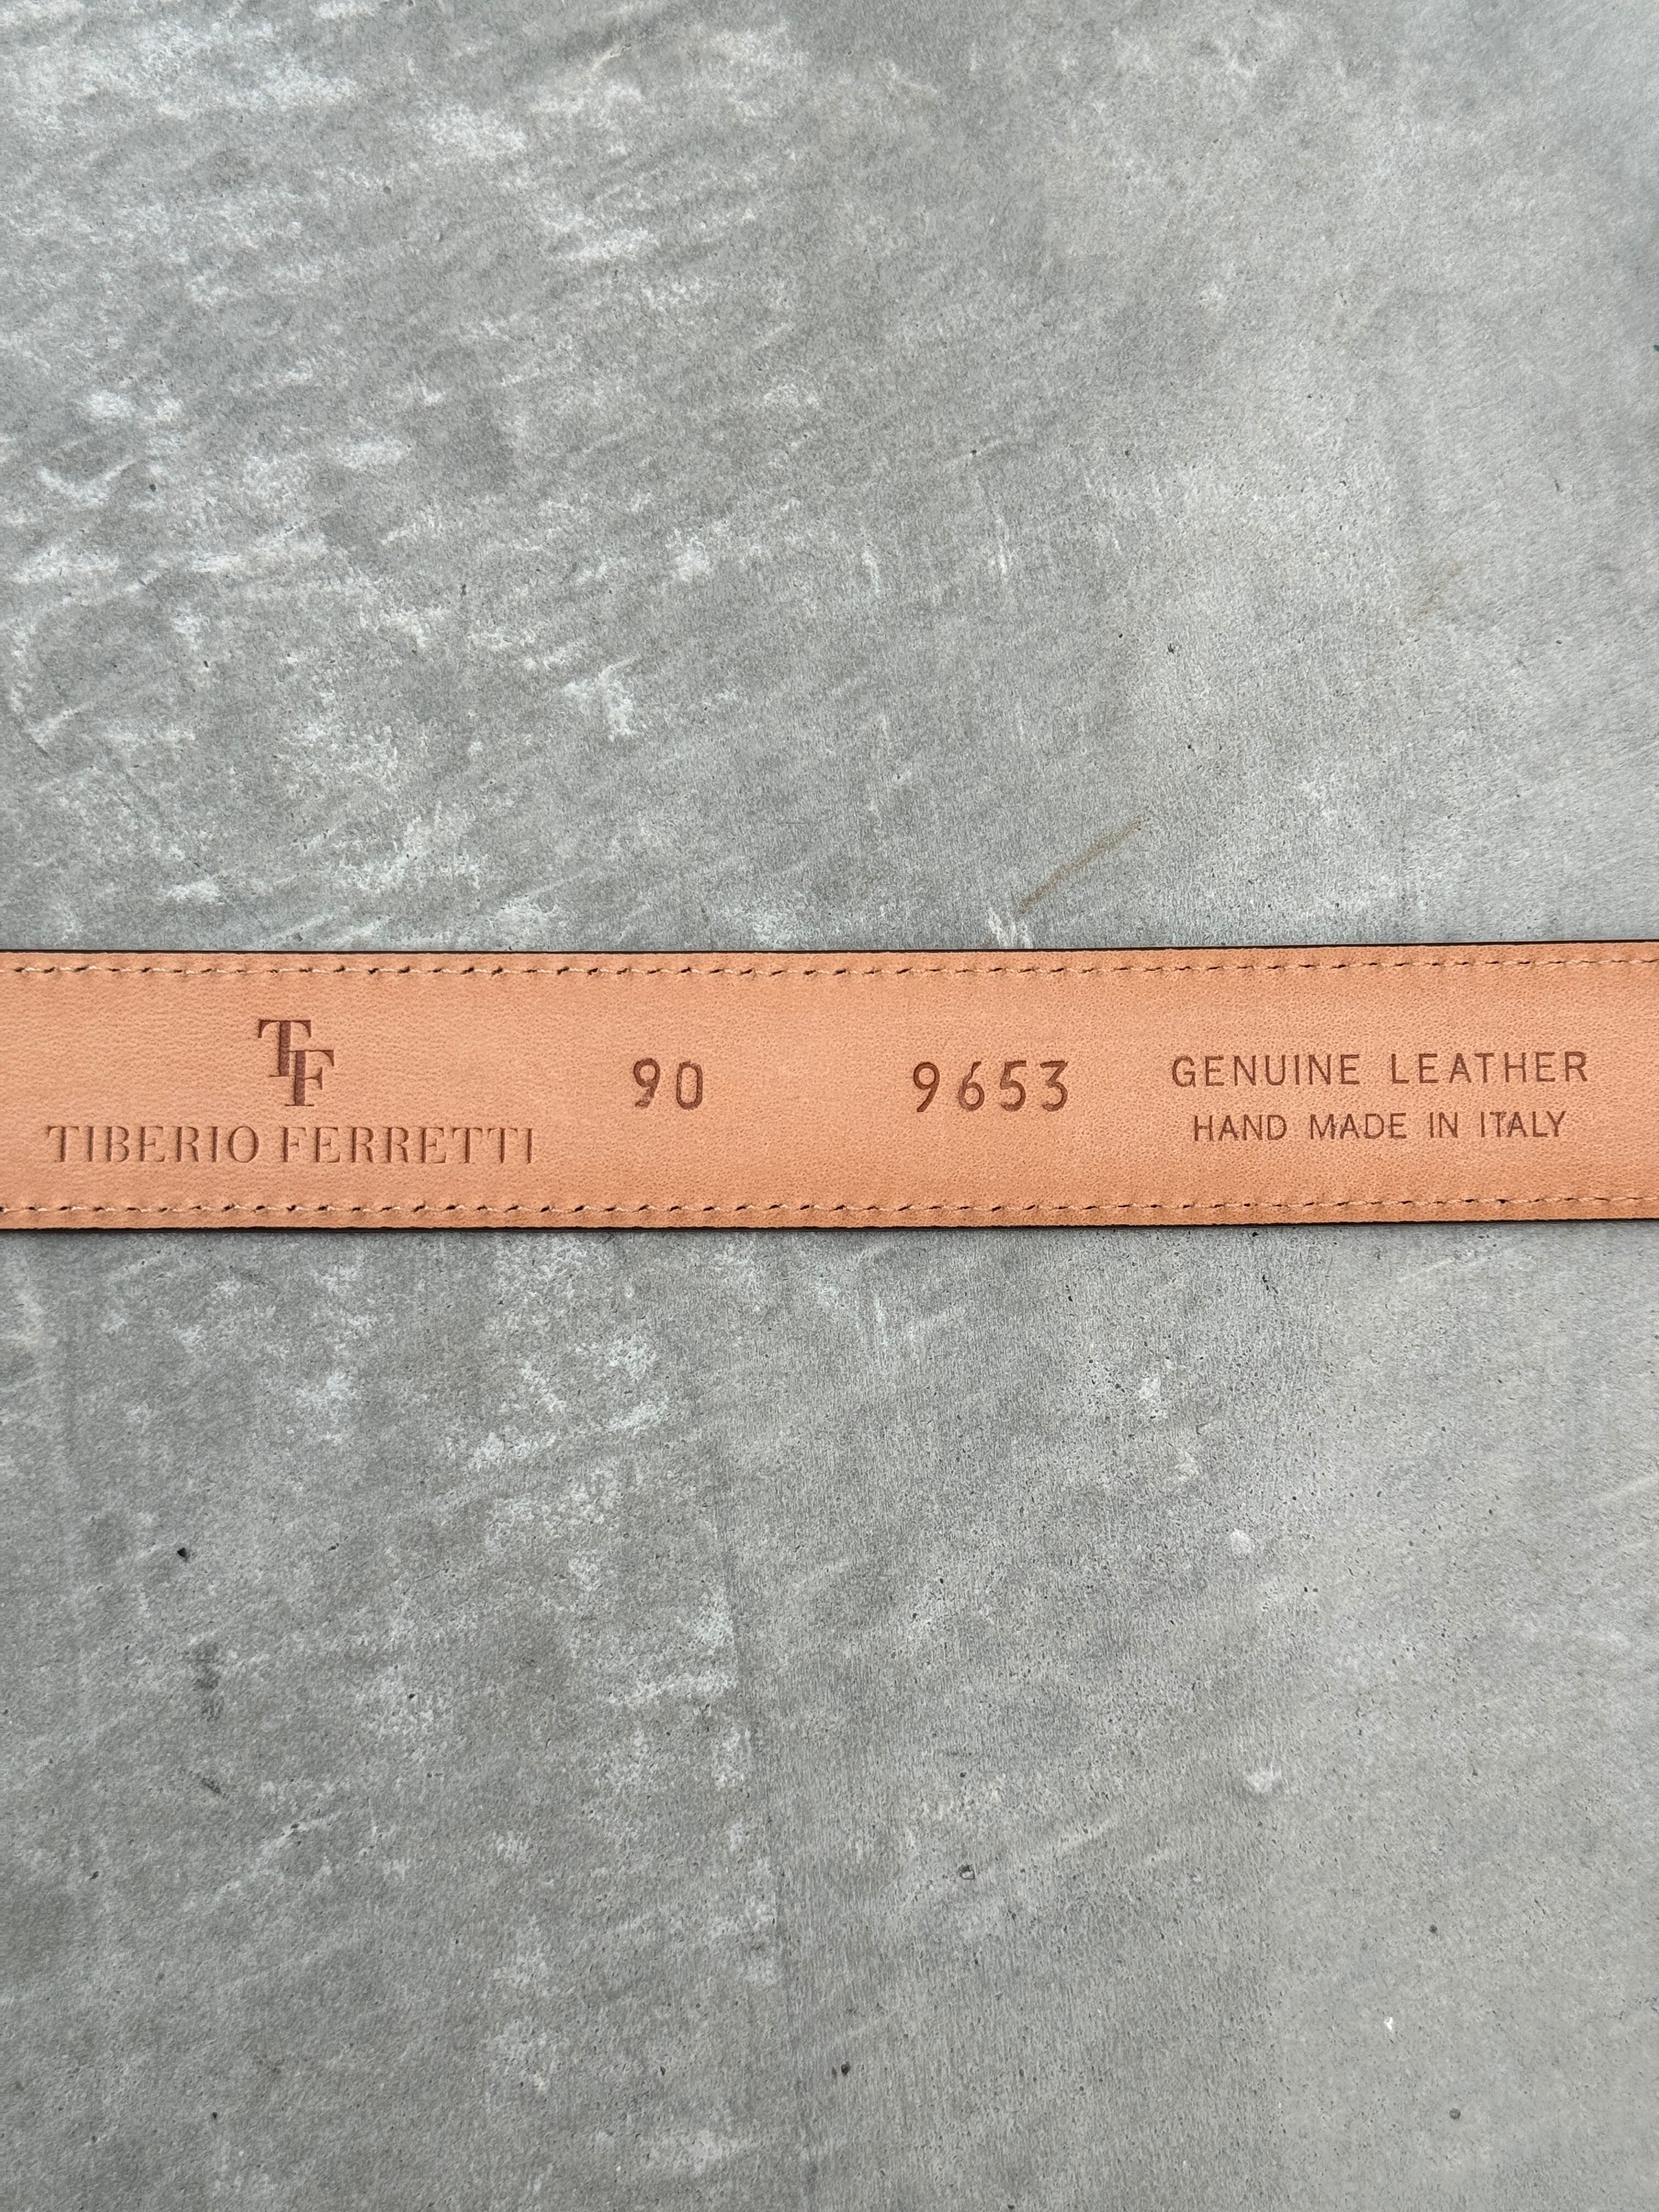 TF
TIBERIO FERRETTI
90
9653
GENUINE LEATHER
HAND MADE IN ITALY